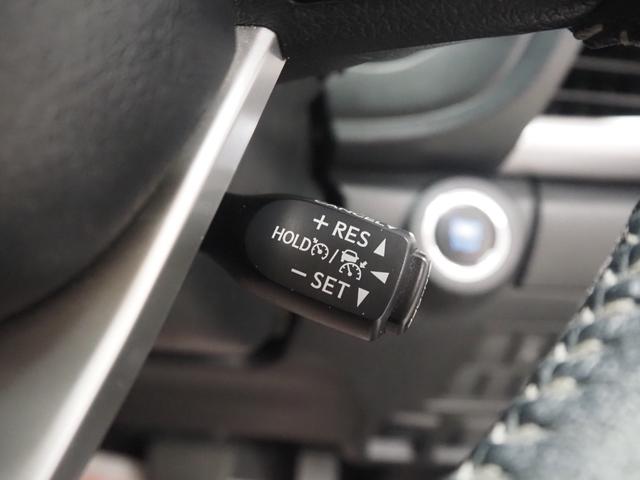 + RES ▲
HOLD /
− SET ▼